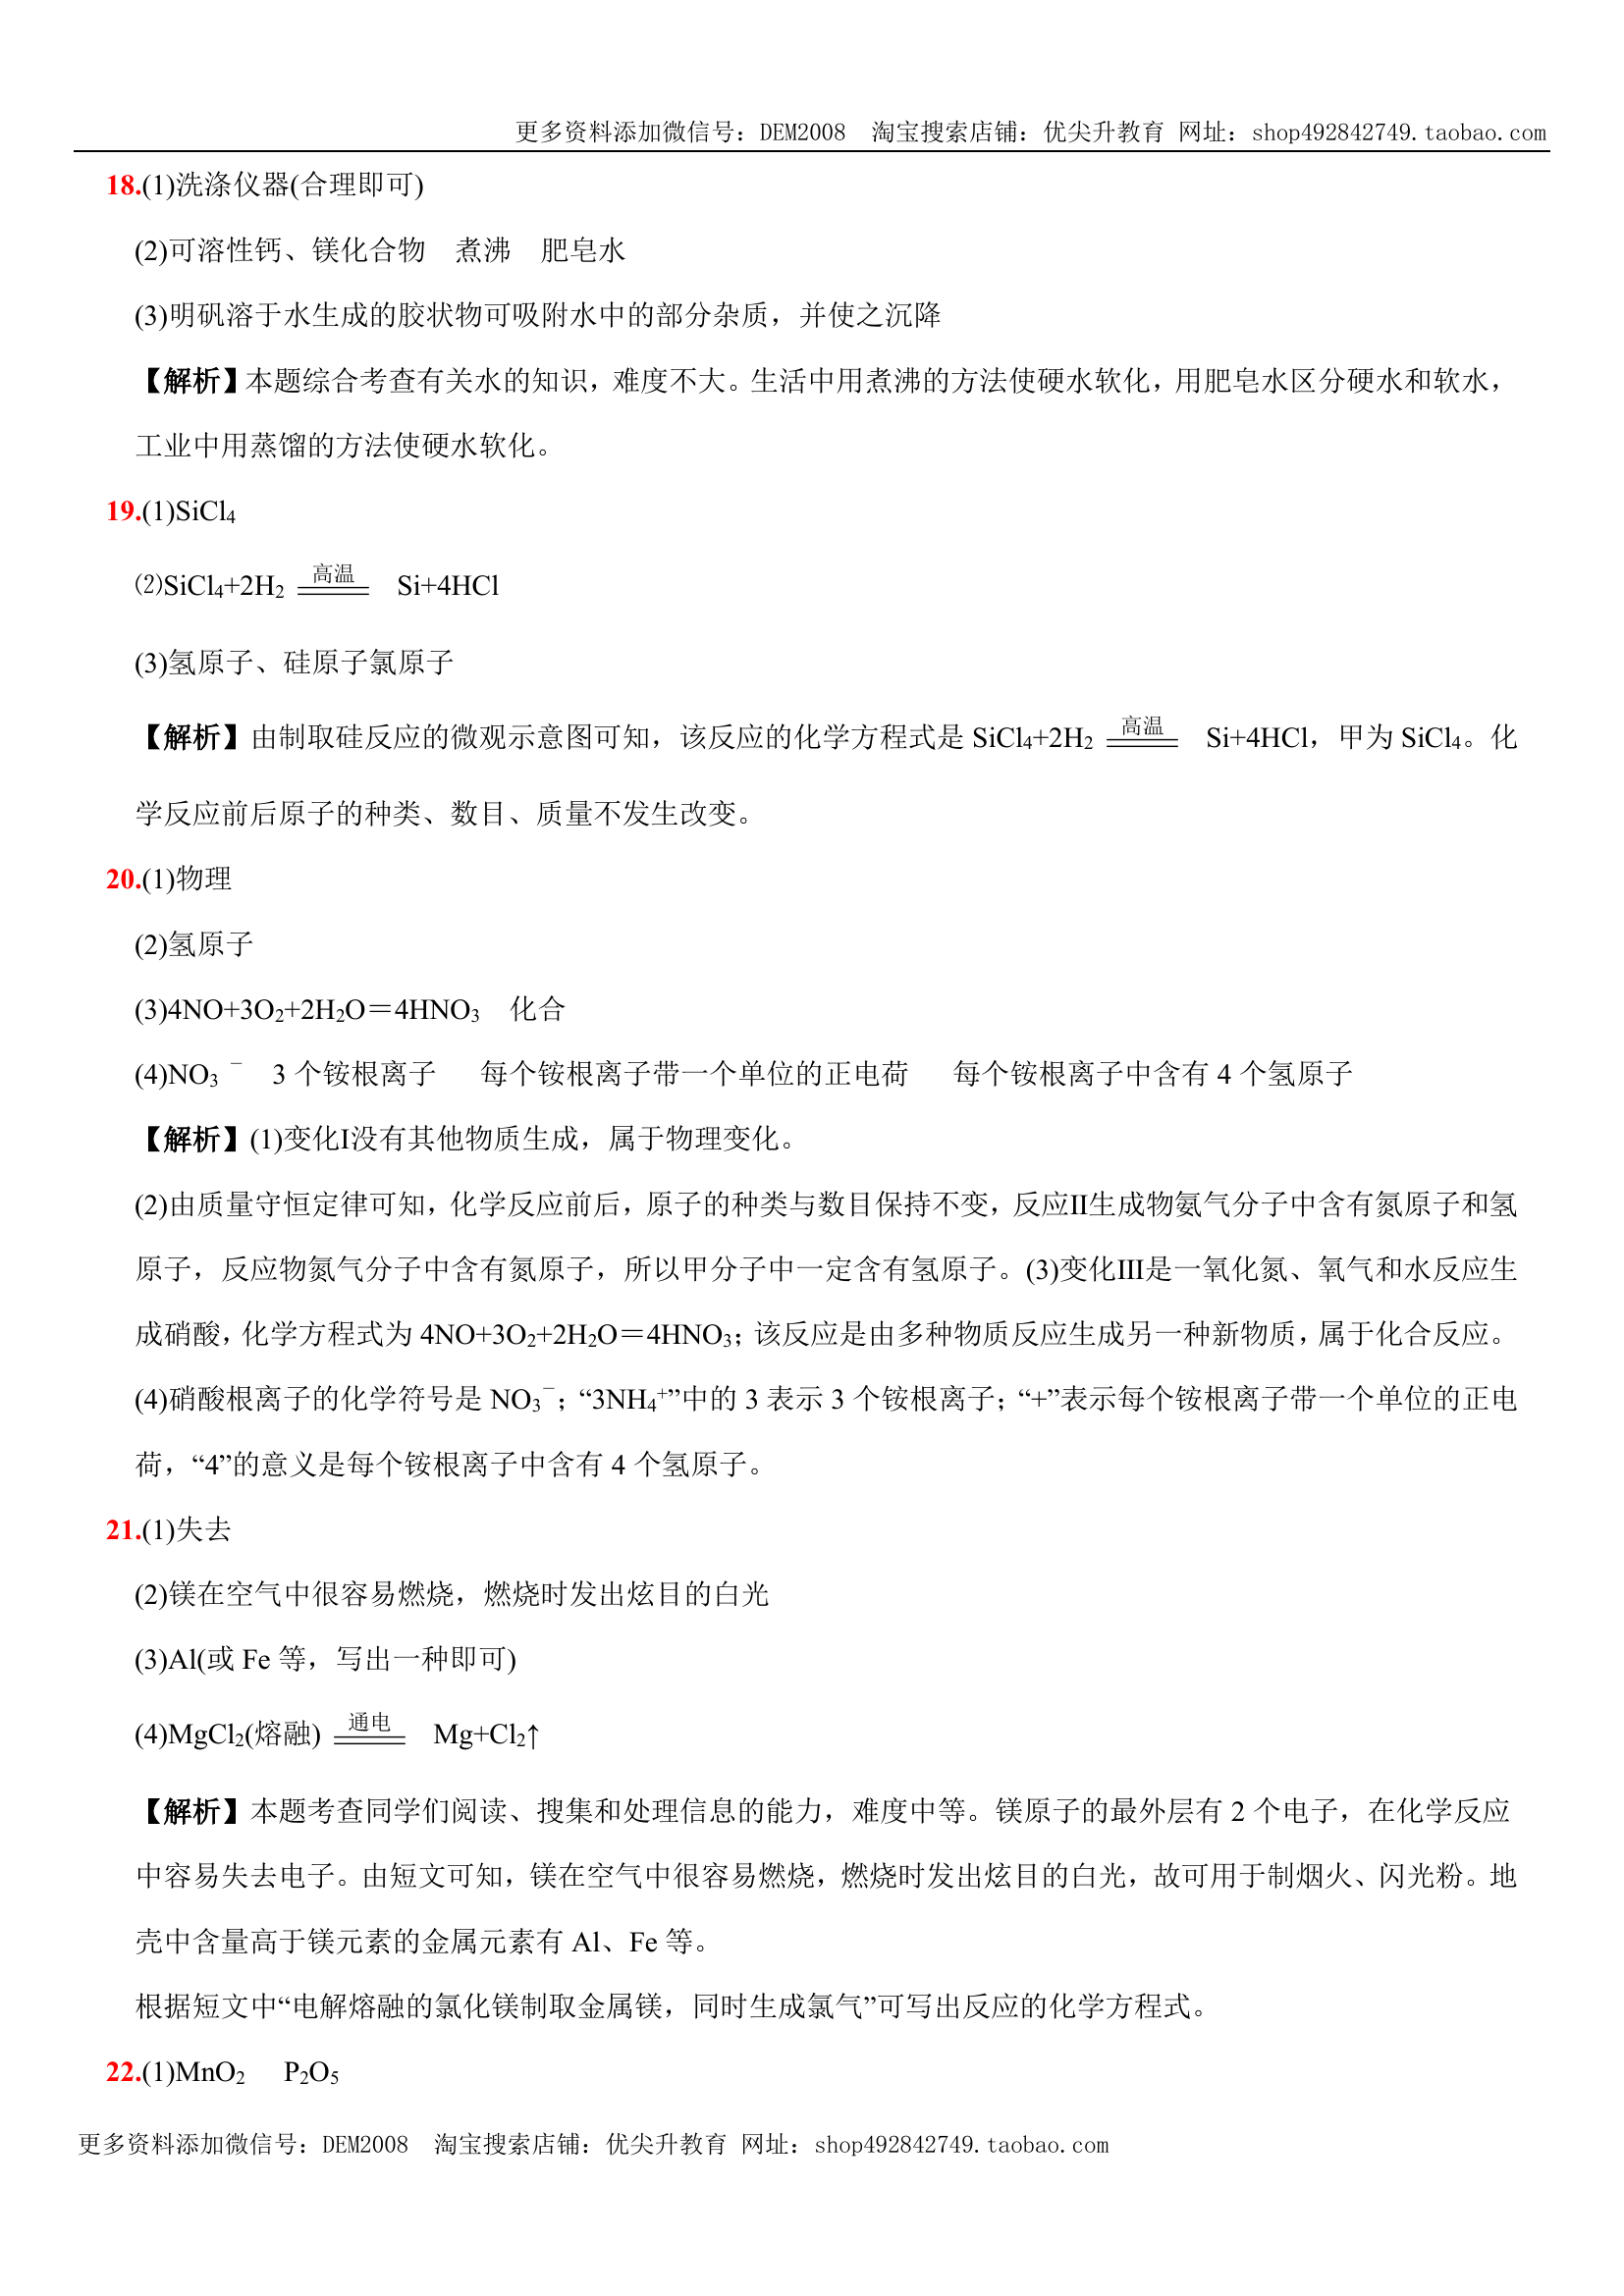 更多资料添加微信号：DEM2008  淘宝搜索店铺：优尖升教育 网址：shop492842749.taobao.com
18.(1)洗涤仪器(合理即可)
(2)可溶性钙、镁化合物  煮沸  肥皂水
(3)明矾溶于水生成的胶状物可吸附水中的部分杂质，并使之沉降
【解析】本题综合考查有关水的知识，难度不大。生活中用煮沸的方法使硬水软化，用肥皂水区分硬水和软水，
工业中用蒸馏的方法使硬水软化。
19.(1)SiCl₄
⑵SiCl₄+2H₂ 高温═══ Si+4HCl
(3)氢原子、硅原子氯原子
【解析】由制取硅反应的微观示意图可知，该反应的化学方程式是 SiCl₄+2H₂ 高温═══ Si+4HCl，甲为 SiCl₄。化
学反应前后原子的种类、数目、质量不发生改变。
20.(1)物理
(2)氢原子
(3)4NO+3O₂+2H₂O＝4HNO₃  化合
(4)NO₃⁻  3 个铵根离子  每个铵根离子带一个单位的正电荷  每个铵根离子中含有 4 个氢原子
【解析】(1)变化Ⅰ没有其他物质生成，属于物理变化。
(2)由质量守恒定律可知，化学反应前后，原子的种类与数目保持不变，反应Ⅱ生成物氨气分子中含有氮原子和氢
原子，反应物氮气分子中含有氮原子，所以甲分子中一定含有氢原子。(3)变化Ⅲ是一氧化氮、氧气和水反应生
成硝酸，化学方程式为 4NO+3O₂+2H₂O＝4HNO₃；该反应是由多种物质反应生成另一种新物质，属于化合反应。
(4)硝酸根离子的化学符号是 NO₃⁻；“3NH₄⁺”中的 3 表示 3 个铵根离子；“+”表示每个铵根离子带一个单位的正电
荷，“4”的意义是每个铵根离子中含有 4 个氢原子。
21.(1)失去
(2)镁在空气中很容易燃烧，燃烧时发出炫目的白光
(3)Al(或 Fe 等，写出一种即可)
(4)MgCl₂(熔融) 通电═══ Mg+Cl₂↑
【解析】本题考查同学们阅读、搜集和处理信息的能力，难度中等。镁原子的最外层有 2 个电子，在化学反应
中容易失去电子。由短文可知，镁在空气中很容易燃烧，燃烧时发出炫目的白光，故可用于制烟火、闪光粉。地
壳中含量高于镁元素的金属元素有 Al、Fe 等。
根据短文中“电解熔融的氯化镁制取金属镁，同时生成氯气”可写出反应的化学方程式。
22.(1)MnO₂  P₂O₅
更多资料添加微信号：DEM2008  淘宝搜索店铺：优尖升教育 网址：shop492842749.taobao.com